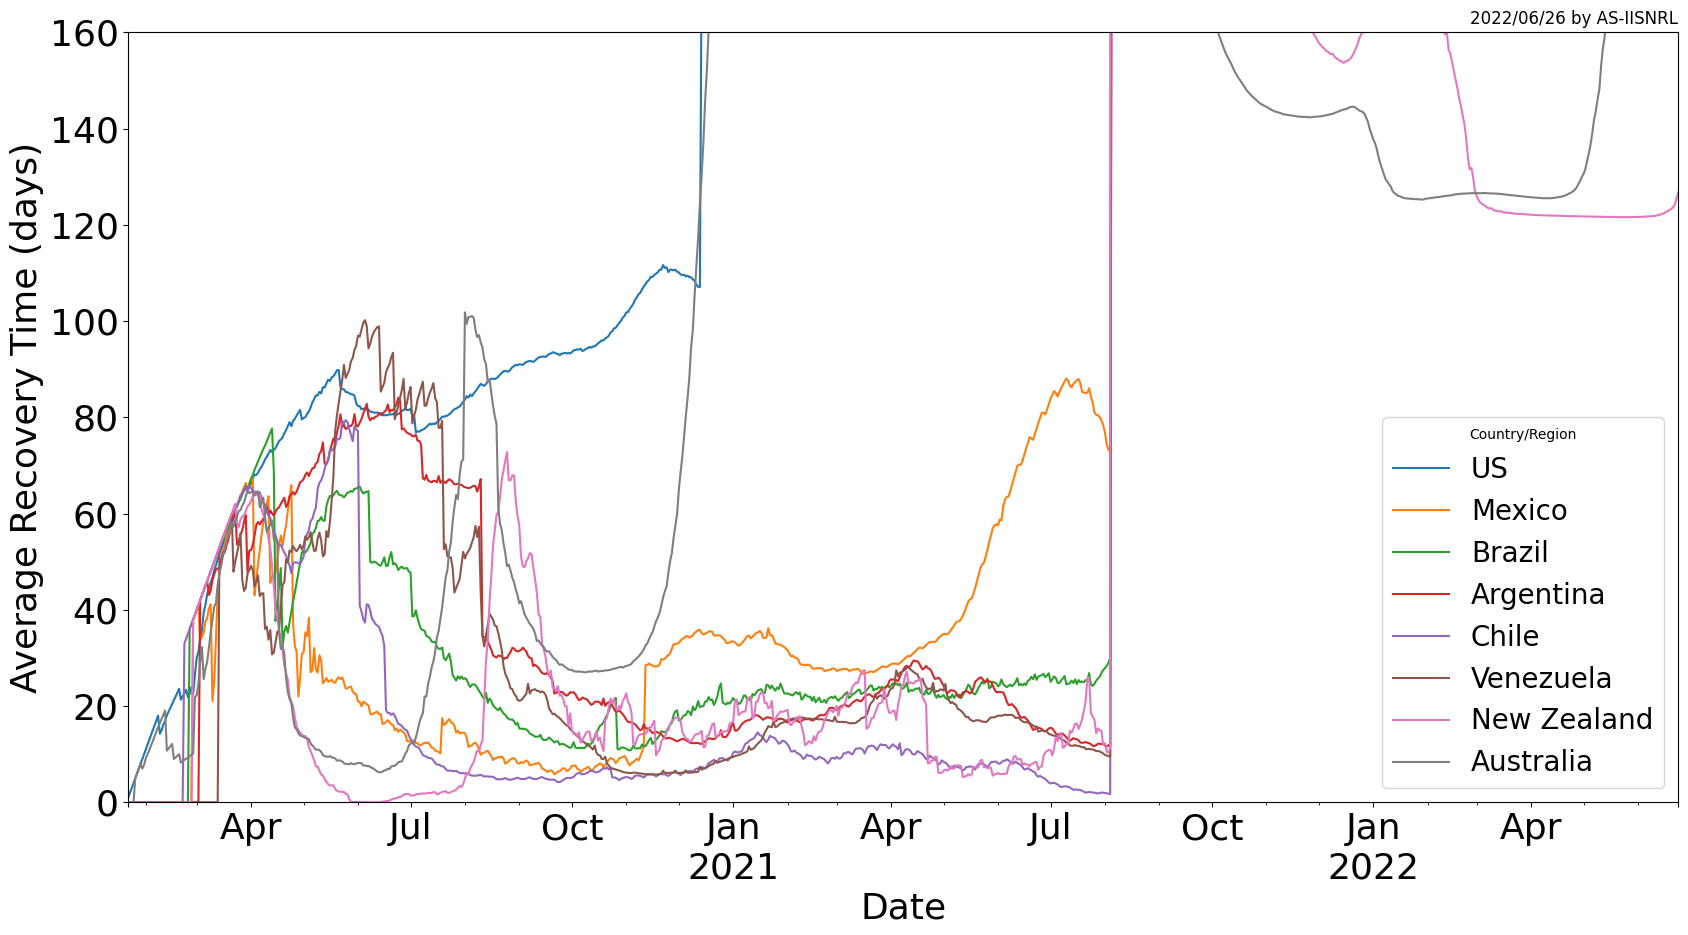 2022/06/26 by AS-IISNRL
160
140
120
100
80
60
40
20
0
Average Recovery Time (days)
Country/Region
US
Mexico
Brazil
Argentina
Chile
Venezuela
New Zealand
Australia
Apr Jul Oct Jan Apr Jul Oct Jan Apr
2021 2022
Date